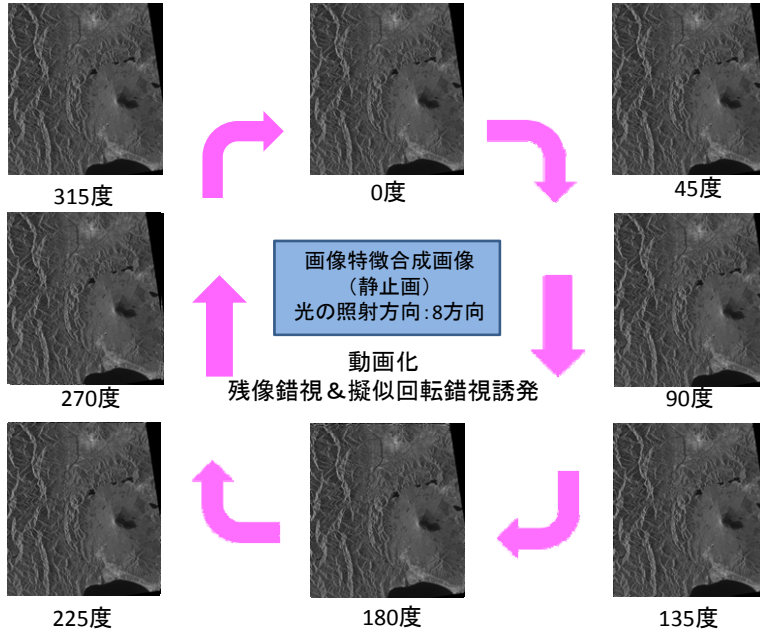 315度
0度
45度
画像特徴合成画像
（静止画）
光の照射方向：8方向
動画化
残像錯視＆擬似回転錯視誘発
270度
90度
225度
180度
135度